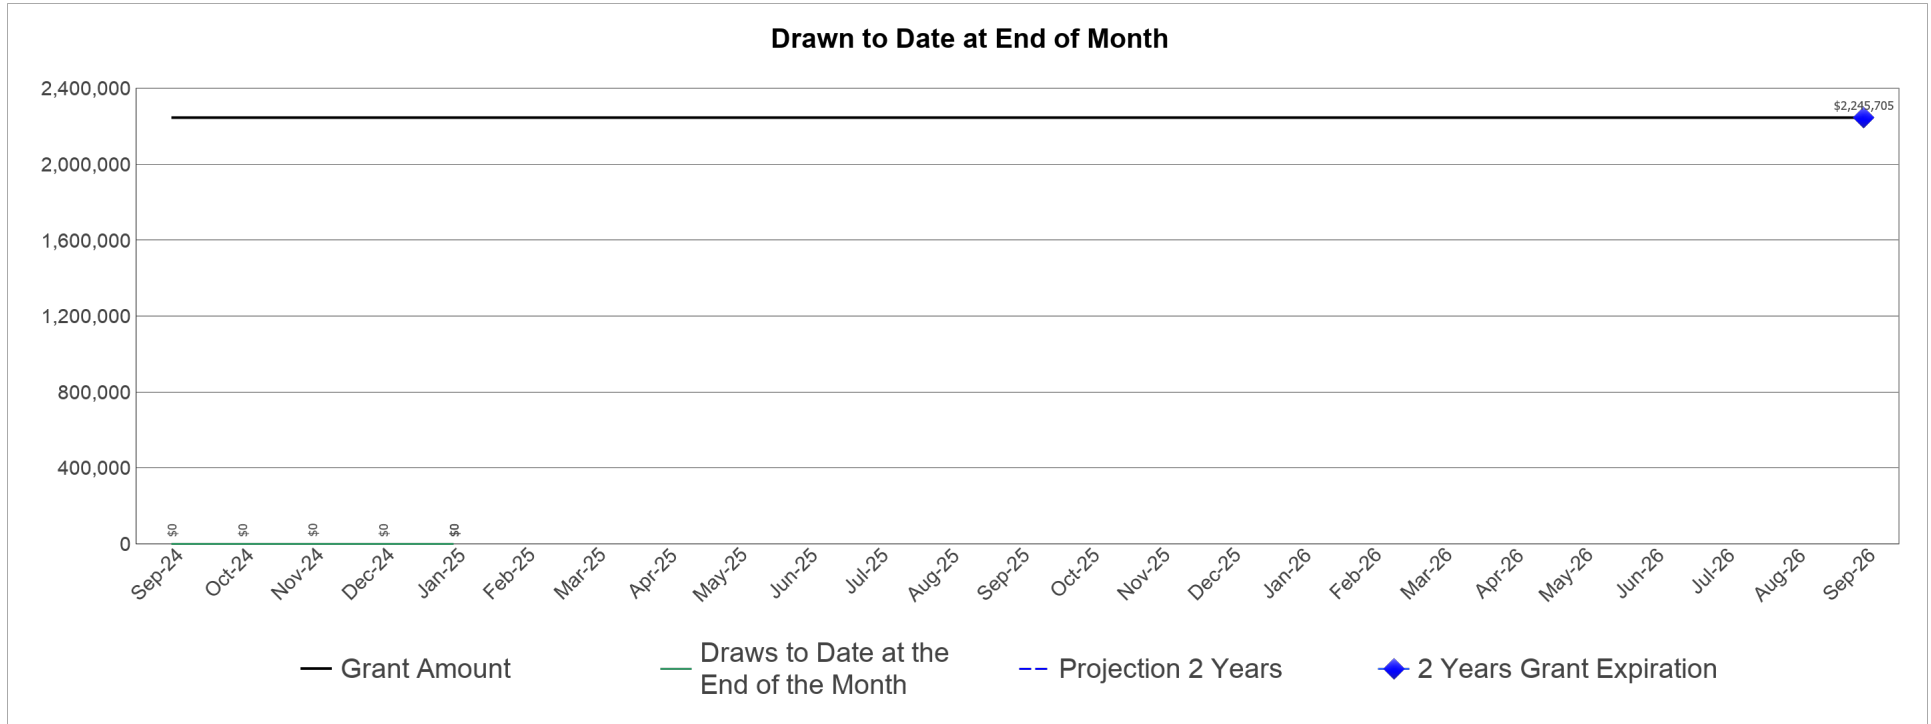 Drawn to Date at End of Month
2,400,000
$2,245,705
2,000,000
1,600,000
1,200,000
800,000
400,000
0
$0
$0
$0
$0
$0
Sep-24
Oct-24
Nov-24
Dec-24
Jan-25
Feb-25
Mar-25
Apr-25
May-25
Jun-25
Jul-25
Aug-25
Sep-25
Oct-25
Nov-25
Dec-25
Jan-26
Feb-26
Mar-26
Apr-26
May-26
Jun-26
Jul-26
Aug-26
Sep-26
Grant Amount
Draws to Date at the
End of the Month
Projection 2 Years
2 Years Grant Expiration